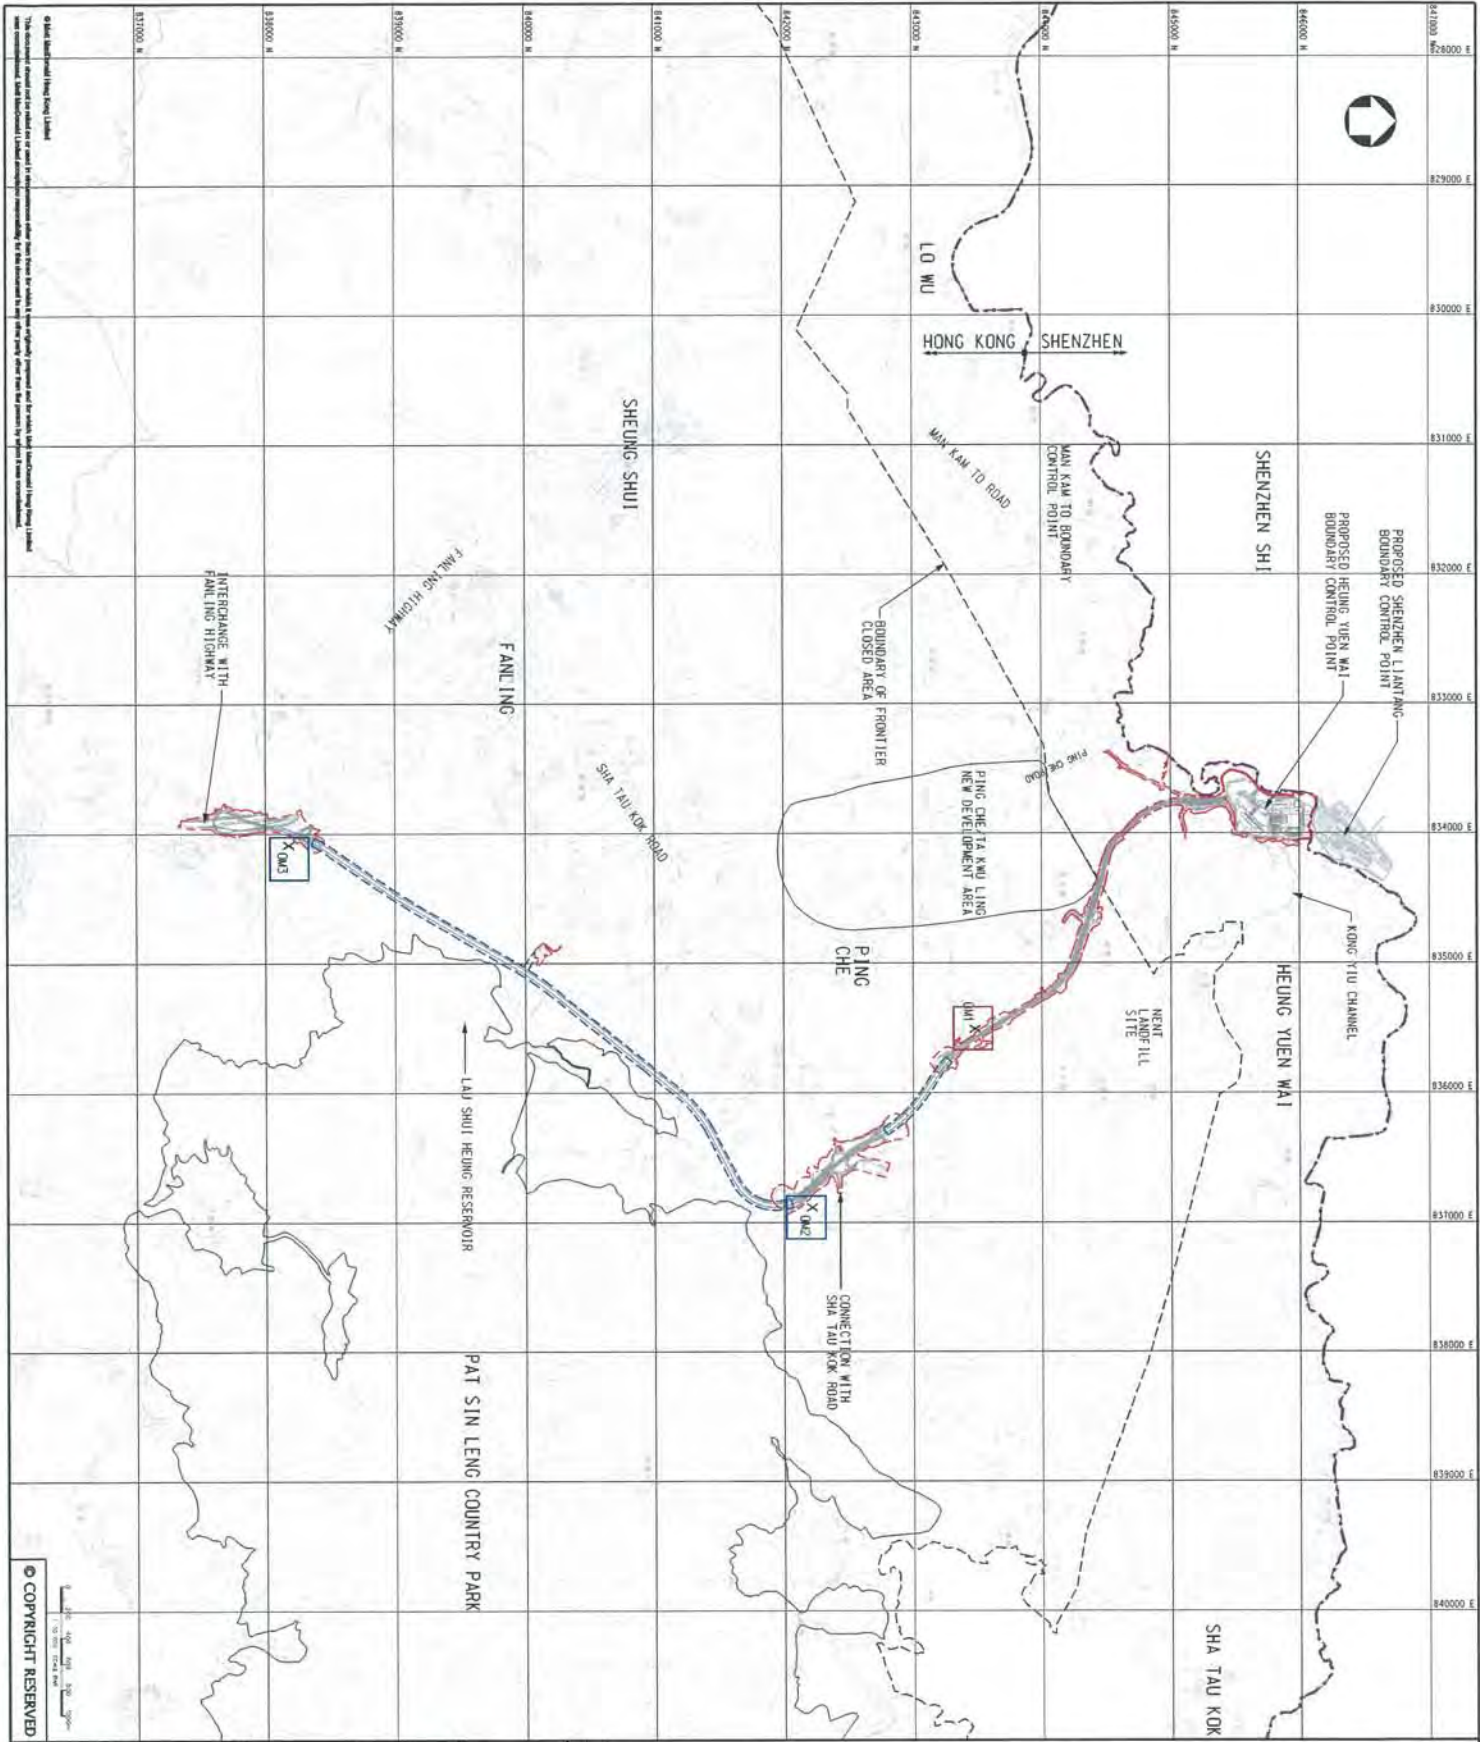 847000 N
846000 N
845000 N
844000 N
843000 N
842000 N
841000 N
840000 N
839000 N
838000 N
837000 N
828000 E
829000 E
830000 E
831000 E
832000 E
833000 E
834000 E
835000 E
836000 E
837000 E
838000 E
839000 E
840000 E
LO WU
HONG KONG
SHENZHEN
SHENZHEN SHI
PROPOSED SHENZHEN LIANTANG
BOUNDARY CONTROL POINT
PROPOSED HEUNG YUEN WAI
BOUNDARY CONTROL POINT
MAN KAM TO BOUNDARY
CONTROL POINT
MAN KAM TO ROAD
SHEUNG SHUI
BOUNDARY OF FRONTIER
CLOSED AREA
FANLING HIGHWAY
FANLING
INTERCHANGE WITH
FANLING HIGHWAY
SHA TAU KOK ROAD
PING CHE ROAD
PING CHE/TA KWU LING
NEW DEVELOPMENT AREA
KONG YIU CHANNEL
HEUNG YUEN WAI
PING
CHE
NENT
LANDFILL
SITE
OM1 X
X OM2
X OM3
LAU SHUI HEUNG RESERVOIR
CONNECTION WITH
SHA TAU KOK ROAD
PAT SIN LENG COUNTRY PARK
SHA TAU KOK
© Mott MacDonald Hong Kong Limited
© COPYRIGHT RESERVED